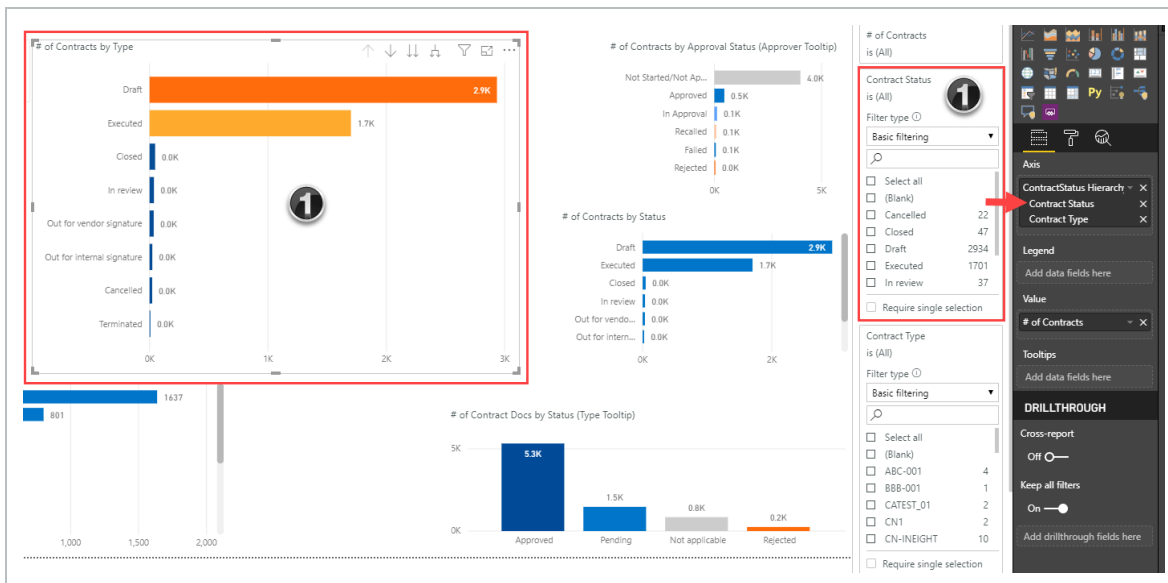 # of Contracts by Type
Draft
2.9K
Executed
1.7K
Closed
0.0K
In review
0.0K
Out for vendor signature
0.0K
Out for internal signature
0.0K
Cancelled
0.0K
Terminated
0.0K
0K
1K
2K
3K
1
1637
801
1,000
1,500
2,000
# of Contracts by Approval Status (Approver Tooltip)
Not Started/Not Ap...
4.0K
Approved
0.5K
In Approval
0.1K
Recalled
0.1K
Failed
0.1K
Rejected
0.0K
0K
5K
# of Contracts by Status
Draft
2.9K
Executed
1.7K
Closed
0.0K
In review
0.0K
Out for vendo...
0.0K
Out for intern...
0.0K
0K
2K
# of Contract Docs by Status (Type Tooltip)
5K
0K
5.3K
1.5K
0.8K
0.2K
Approved
Pending
Not applicable
Rejected
# of Contracts
is (All)
Contract Status
is (All)
1
Filter type
Basic filtering
Select all
(Blank)
Cancelled 22
Closed 47
Draft 2934
Executed 1701
In review 37
Require single selection
Contract Type
is (All)
Filter type
Basic filtering
Select all
(Blank)
ABC-001 4
BBB-001 1
CATEST_01 2
CN1 2
CN-INEIGHT 10
Require single selection
Py
Axis
ContractStatus Hierarch
Contract Status
Contract Type
Legend
Add data fields here
Value
# of Contracts
Tooltips
Add data fields here
DRILLTHROUGH
Cross-report
Off
Keep all filters
On
Add drillthrough fields here